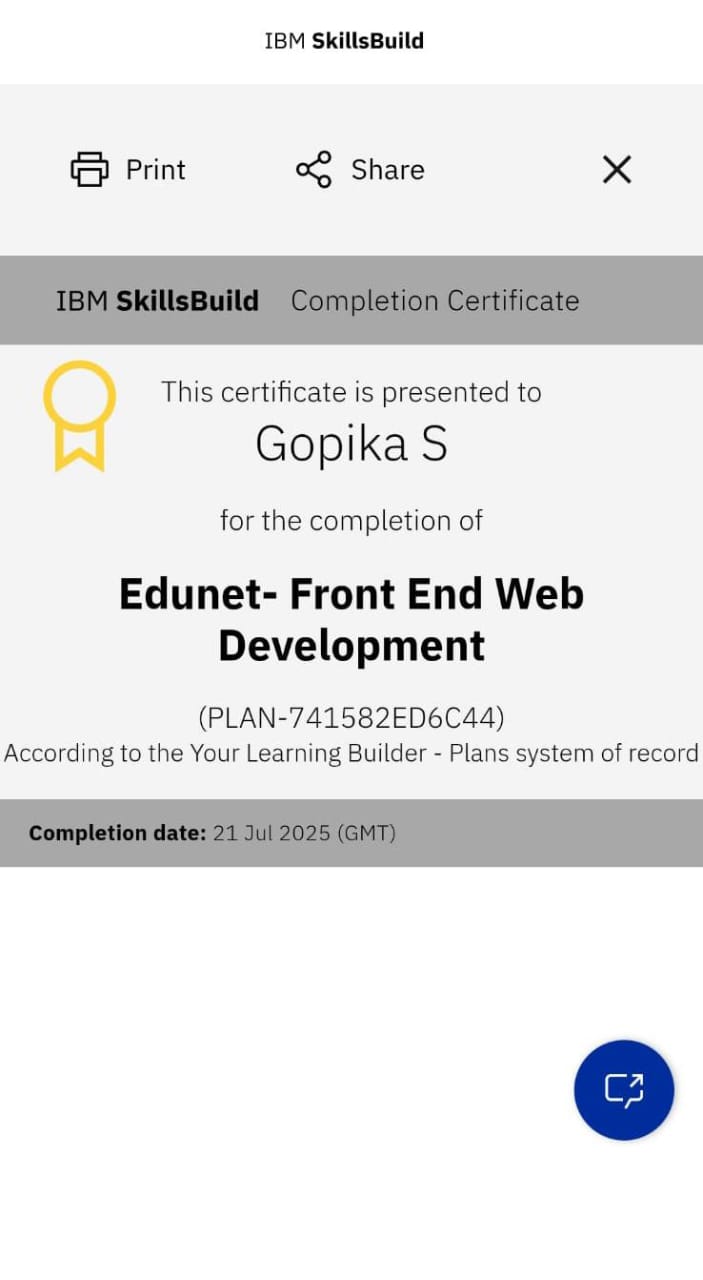 IBM SkillsBuild
Print
Share
IBM SkillsBuild Completion Certificate
This certificate is presented to
Gopika S
for the completion of
Edunet- Front End Web
Development
(PLAN-741582ED6C44)
According to the Your Learning Builder - Plans system of record
Completion date: 21 Jul 2025 (GMT)